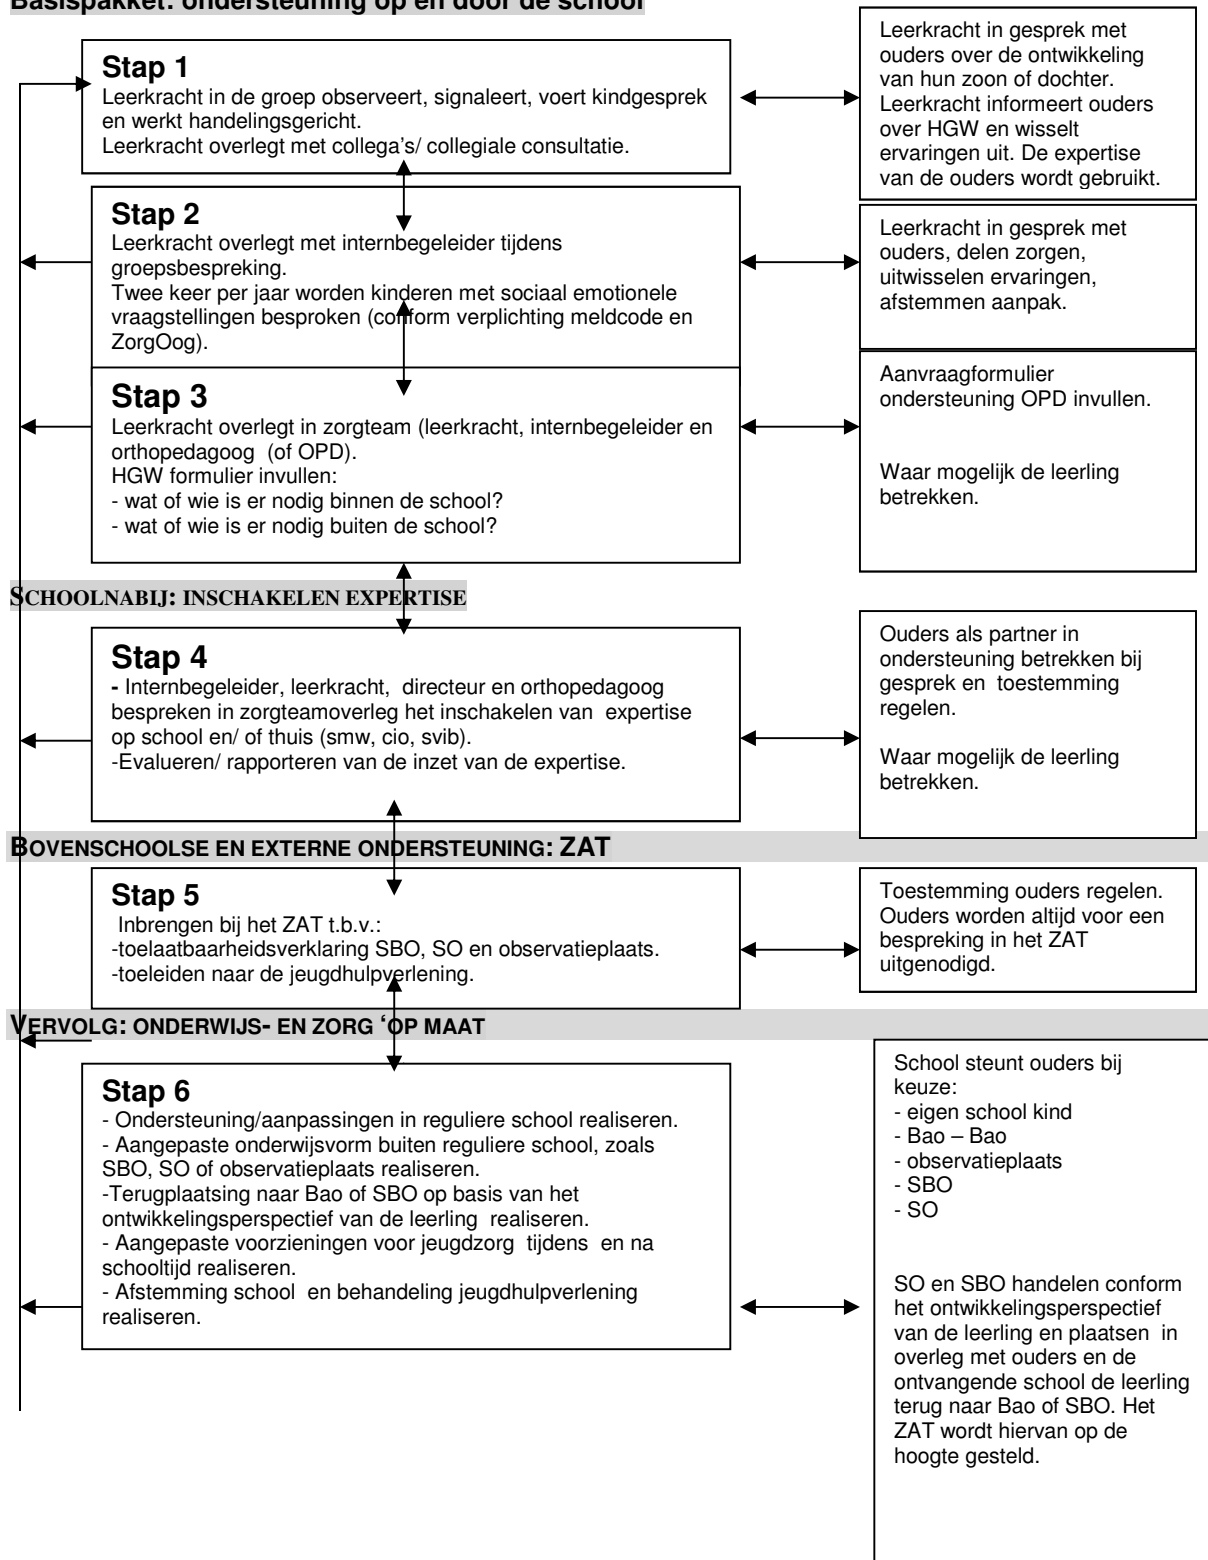 Basispakket: ondersteuning op en door de school
Stap 1
Leerkracht in de groep observeert, signaleert, voert kindgesprek
en werkt handelingsgericht.
Leerkracht overlegt met collega's/ collegiale consultatie.
Leerkracht in gesprek met
ouders over de ontwikkeling
van hun zoon of dochter.
Leerkracht informeert ouders
over HGW en wisselt
ervaringen uit. De expertise
van de ouders wordt gebruikt.
Stap 2
Leerkracht overlegt met internbegeleider tijdens
groepsbespreking.
Twee keer per jaar worden kinderen met sociaal emotionele
vraagstellingen besproken (conform verplichting meldcode en
ZorgOog).
Leerkracht in gesprek met
ouders, delen zorgen,
uitwisselen ervaringen,
afstemmen aanpak.
Stap 3
Leerkracht overlegt in zorgteam (leerkracht, internbegeleider en
orthopedagoog (of OPD).
HGW formulier invullen:
- wat of wie is er nodig binnen de school?
- wat of wie is er nodig buiten de school?
Aanvraagformulier
ondersteuning OPD invullen.
Waar mogelijk de leerling
betrekken.
SCHOOLNABIJ: INSCHAKELEN EXPERTISE
Stap 4
- Internbegeleider, leerkracht, directeur en orthopedagoog
bespreken in zorgteamoverleg het inschakelen van expertise
op school en/ of thuis (smw, cio, svib).
-Evalueren/ rapporteren van de inzet van de expertise.
Ouders als partner in
ondersteuning betrekken bij
gesprek en toestemming
regelen.
Waar mogelijk de leerling
betrekken.
BOVENSCHOOLSE EN EXTERNE ONDERSTEUNING: ZAT
Stap 5
Inbrengen bij het ZAT t.b.v.:
-toelaatbaarheidsverklaring SBO, SO en observatieplaats.
-toeleiden naar de jeugdhulpverlening.
Toestemming ouders regelen.
Ouders worden altijd voor een
bespreking in het ZAT
uitgenodigd.
VERVOLG: ONDERWIJS- EN ZORG ‘OP MAAT
Stap 6
- Ondersteuning/aanpassingen in reguliere school realiseren.
- Aangepaste onderwijsvorm buiten reguliere school, zoals
SBO, SO of observatieplaats realiseren.
-Terugplaatsing naar Bao of SBO op basis van het
ontwikkelingsperspectief van de leerling realiseren.
- Aangepaste voorzieningen voor jeugdzorg tijdens en na
schooltijd realiseren.
- Afstemming school en behandeling jeugdhulpverlening
realiseren.
School steunt ouders bij
keuze:
- eigen school kind
- Bao – Bao
- observatieplaats
- SBO
- SO
SO en SBO handelen conform
het ontwikkelingsperspectief
van de leerling en plaatsen in
overleg met ouders en de
ontvangende school de leerling
terug naar Bao of SBO. Het
ZAT wordt hiervan op de
hoogte gesteld.